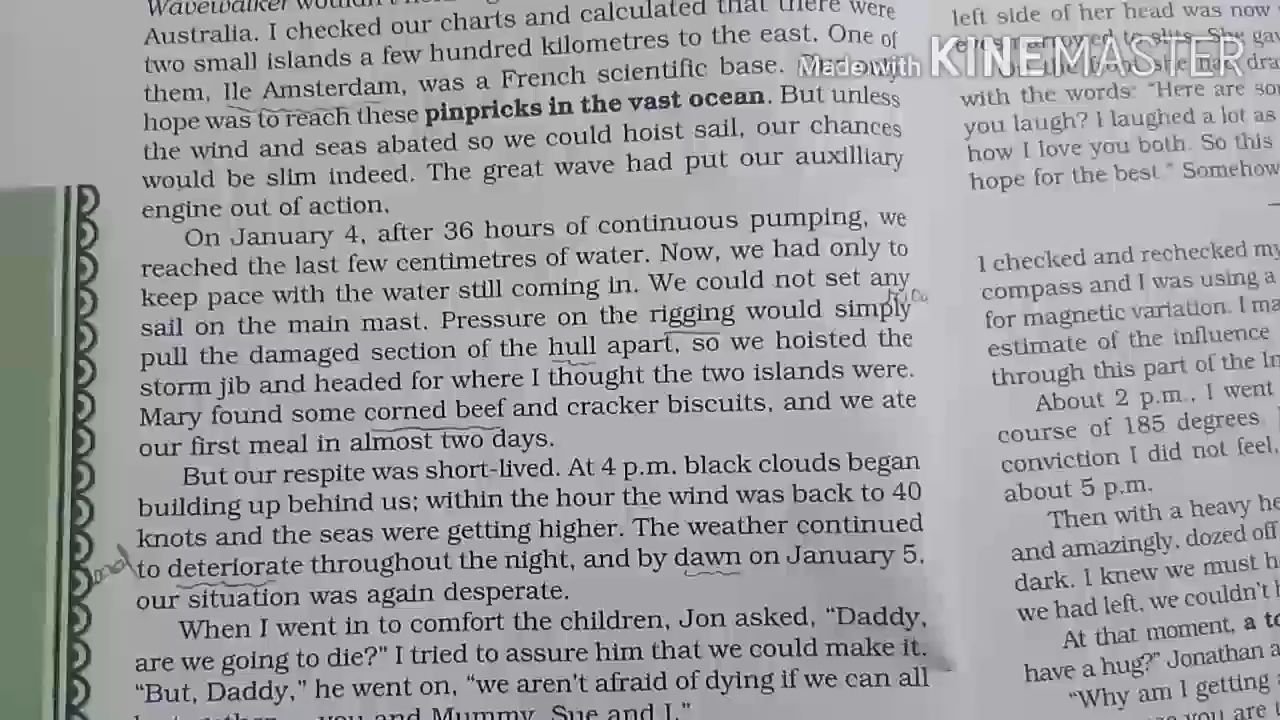 Wavewalker
Australia. I checked our charts and calculated that there were
two small islands a few hundred kilometres to the east. One of
them, Ile Amsterdam, was a French scientific base.
hope was to reach these pinpricks in the vast ocean. But unless
the wind and seas abated so we could hoist sail, our chances
would be slim indeed. The great wave had put our auxilliary
engine out of action.
On January 4, after 36 hours of continuous pumping, we
reached the last few centimetres of water. Now, we had only to
keep pace with the water still coming in. We could not set any
sail on the main mast. Pressure on the rigging would simply
pull the damaged section of the hull apart, so we hoisted the
storm jib and headed for where I thought the two islands were.
Mary found some corned beef and cracker biscuits, and we ate
our first meal in almost two days.
But our respite was short-lived. At 4 p.m. black clouds began
building up behind us; within the hour the wind was back to 40
knots and the seas were getting higher. The weather continued
to deteriorate throughout the night, and by dawn on January 5,
our situation was again desperate.
When I went in to comfort the children, Jon asked, “Daddy,
are we going to die?” I tried to assure him that we could make it.
“But, Daddy,” he went on, “we aren't afraid of dying if we can all
you and Mummy, Sue and I.”
left side of her head was now
to slits. She
with the words: “Here are
you laugh? I laughed a lot as
how I love you both. So this
hope for the best.” Somehow
I checked and rechecked my
compass and I was using a
for magnetic variation. I
estimate of the influence
through this part of the
About 2 p.m., I went
course of 185 degrees
conviction I did not feel,
about 5 p.m.
Then with a heavy
and amazingly, dozed off
dark. I knew we must
we had left, we couldn't
At that moment, a
have a hug?” Jonathan
“Why am I getting
you are
Made with KINEMASTER